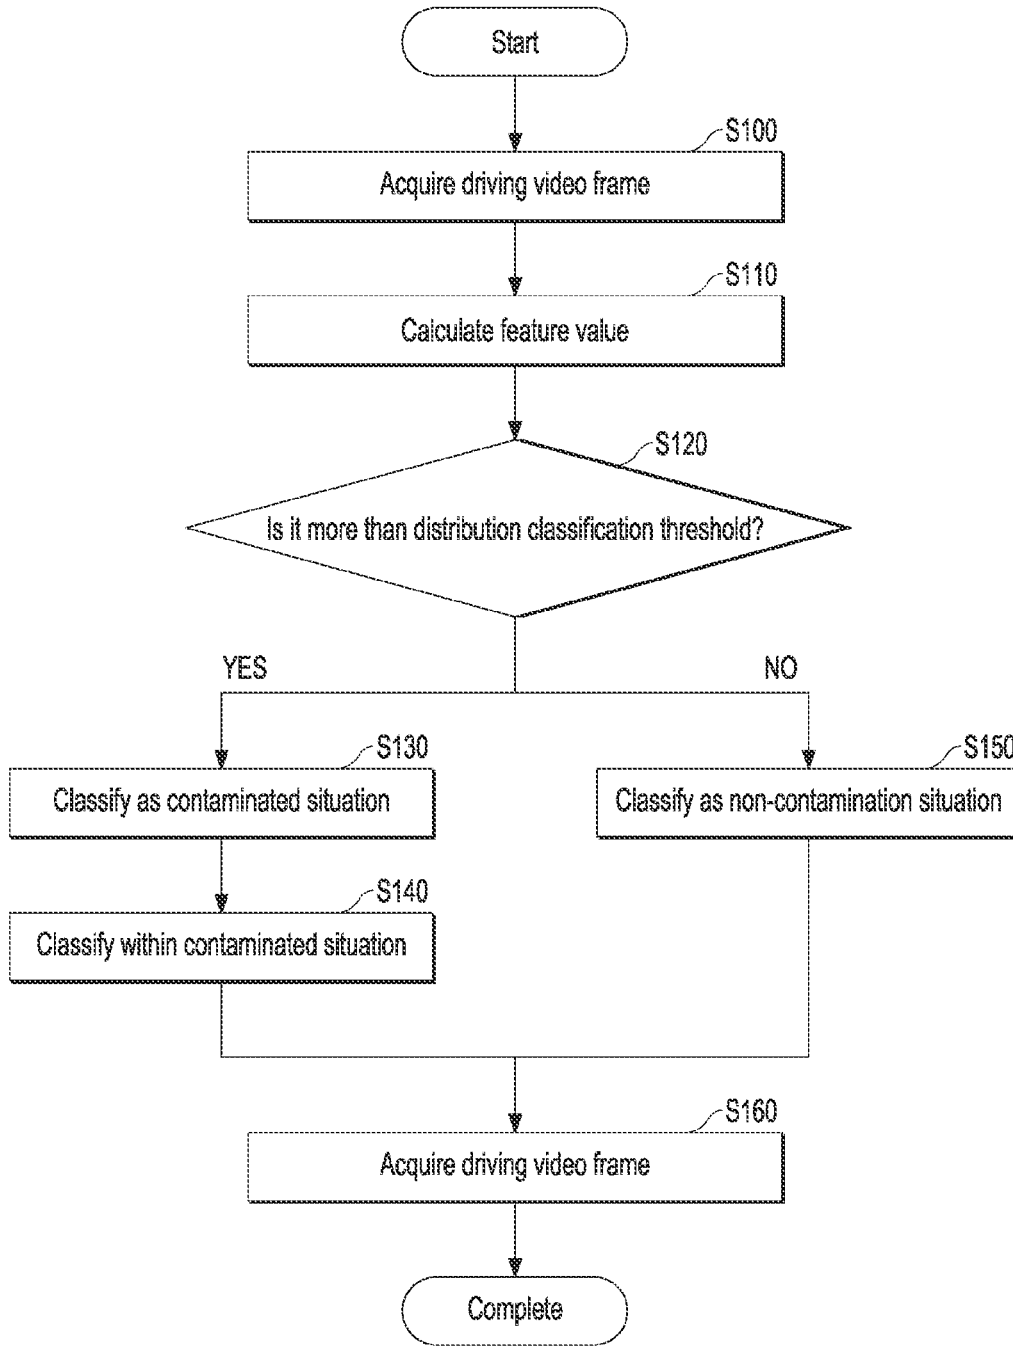 Start
S100
Acquire driving video frame
S110
Calculate feature value
S120
Is it more than distribution classification threshold?
YES
NO
S130
Classify as contaminated situation
S150
Classify as non-contamination situation
S140
Classify within contaminated situation
S160
Acquire driving video frame
Complete